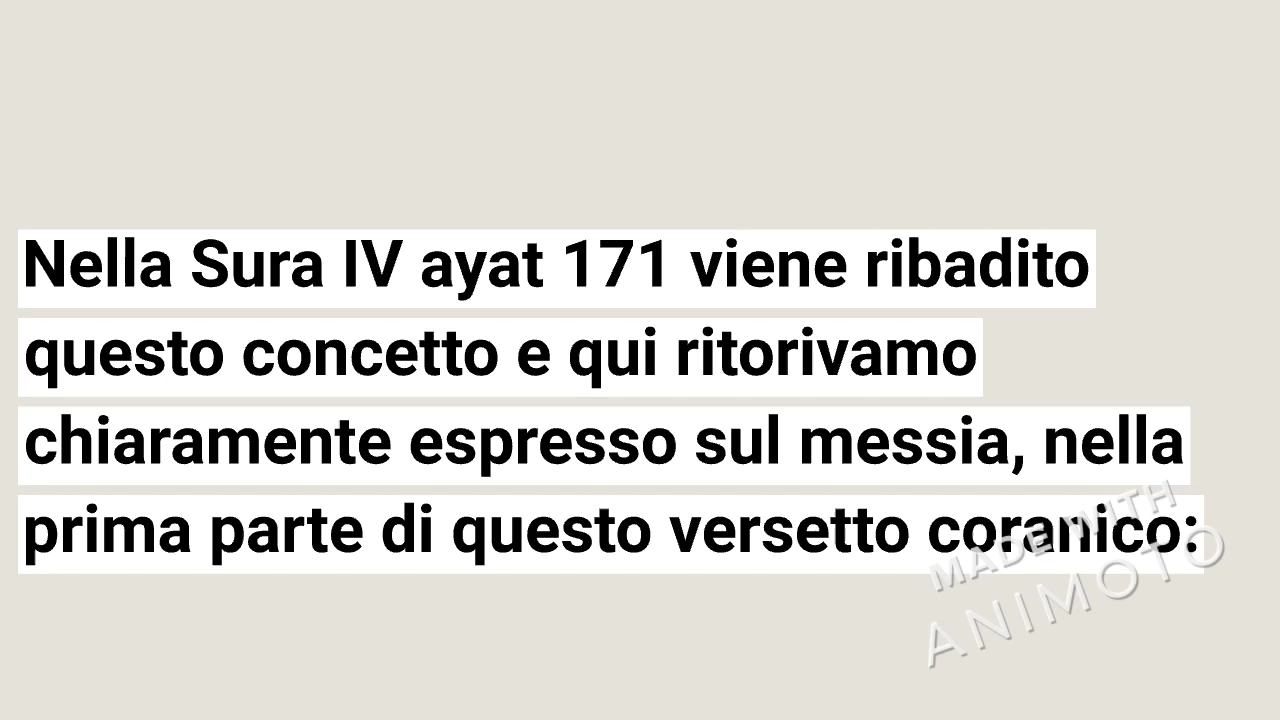 Nella Sura IV ayat 171 viene ribadito
questo concetto e qui ritorivamo
chiaramente espresso sul messia, nella
prima parte di questo versetto coranico:
MADE WITH
ANIMOTO